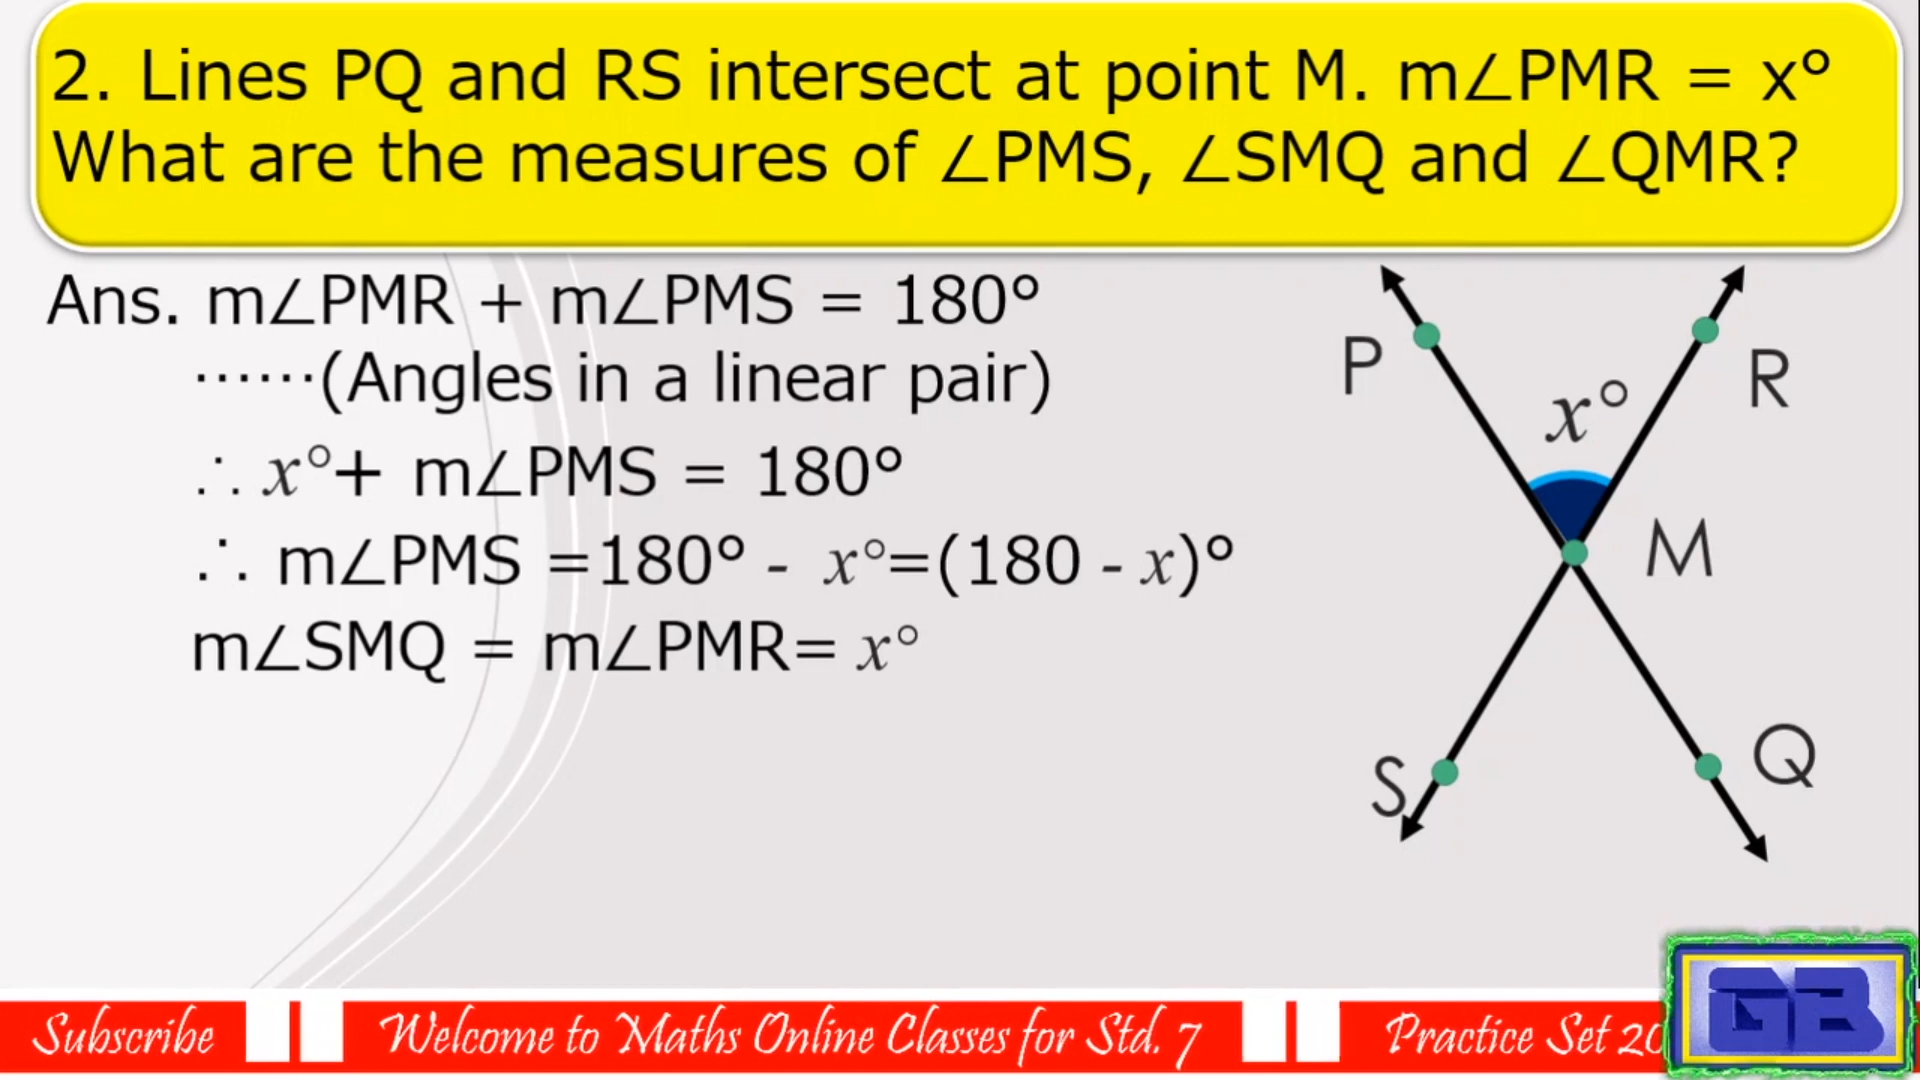 2. Lines PQ and RS intersect at point M. m∠PMR = x°
What are the measures of ∠PMS, ∠SMQ and ∠QMR?
Ans. m∠PMR + m∠PMS = 180°
······(Angles in a linear pair)
∴ x°+ m∠PMS = 180°
∴ m∠PMS =180° - x°=(180 - x)°
m∠SMQ = m∠PMR= x°
P
R
x°
M
S
Q
Subscribe
Welcome to Maths Online Classes for Std. 7
Practice Set 20
GB